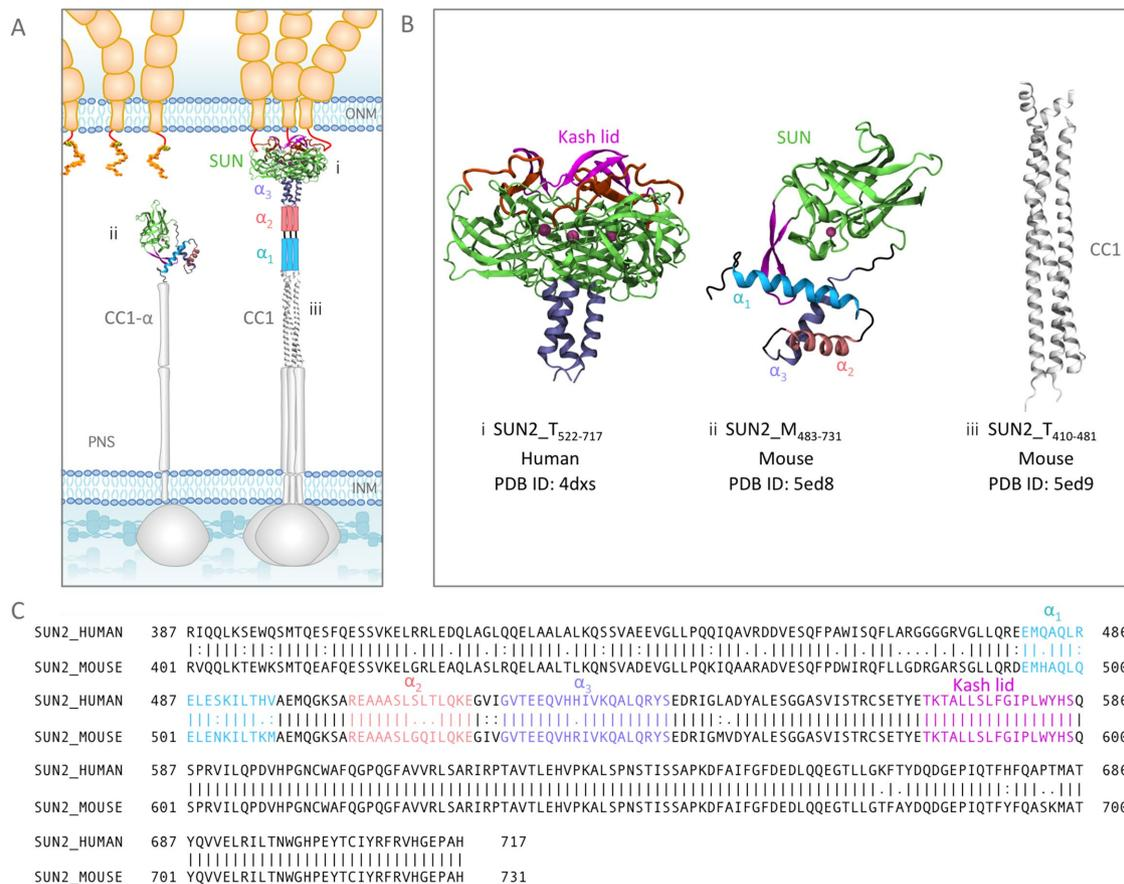 A
ONM
SUN
i
α3
α2
ii
α1
CC1-α
CC1
iii
PNS
INM
B
Kash lid
SUN
CC1
α1
α3
α2
i SUN2_T522-717
Human
PDB ID: 4dxs
ii SUN2_M483-731
Mouse
PDB ID: 5ed8
iii SUN2_T410-481
Mouse
PDB ID: 5ed9
C
α1
SUN2_HUMAN 387 RIQQLKSEWQSMTQESFQESSVKELRRLEDQLAGLQQELAALALKQSSVAEEVGLLPQQIQAVRDDVESQFPAWISQFLARGGGGRVGLLQREEMQAQLR 486
SUN2_MOUSE 401 RVQQLKTEWKSMTQEAFQESSVKELGRLEAQLASLRQELAALTLKQNSVADEVGLLPQKIQAARADVESQFPDWIRQFLLGDRGARSGLLQRDEMHAQLQ 500
α2
α3
Kash lid
SUN2_HUMAN 487 ELESKILTHVAEMQGKSAREAAASLSLTLQKEGVIGVTEEQVHHIVKQALQRYSEDRIGLADYALESGGASVISTRCSETYETKTALLSLFGIPLWYHSQ 586
SUN2_MOUSE 501 ELENKILTKMAEMQGKSAREAAASLGQILQKEGIVGVTEEQVHRIVKQALQRYSEDRIGMVDYALESGGASVISTRCSETYETKTALLSLFGIPLWYHSQ 600
SUN2_HUMAN 587 SPRVILQPDVHPGNCWAFQGPQGFAVVRLSARIRPTAVTLEHVPKALSPNSTISSAPKDFAIFGFDEDLQQEGTLLGKFTYDQDGEPIQTFHFQAPTMAT 686
SUN2_MOUSE 601 SPRVILQPDVHPGNCWAFQGPQGFAVVRLSARIRPTAVTLEHVPKALSPNSTISSAPKDFAIFGFDEDLQQEGTLLGTFAYDQDGEPIQTFYFQASKMAT 700
SUN2_HUMAN 687 YQVVELRILTNWGHPEYTCIYRFRVHGEPAH 717
SUN2_MOUSE 701 YQVVELRILTNWGHPEYTCIYRFRVHGEPAH 731